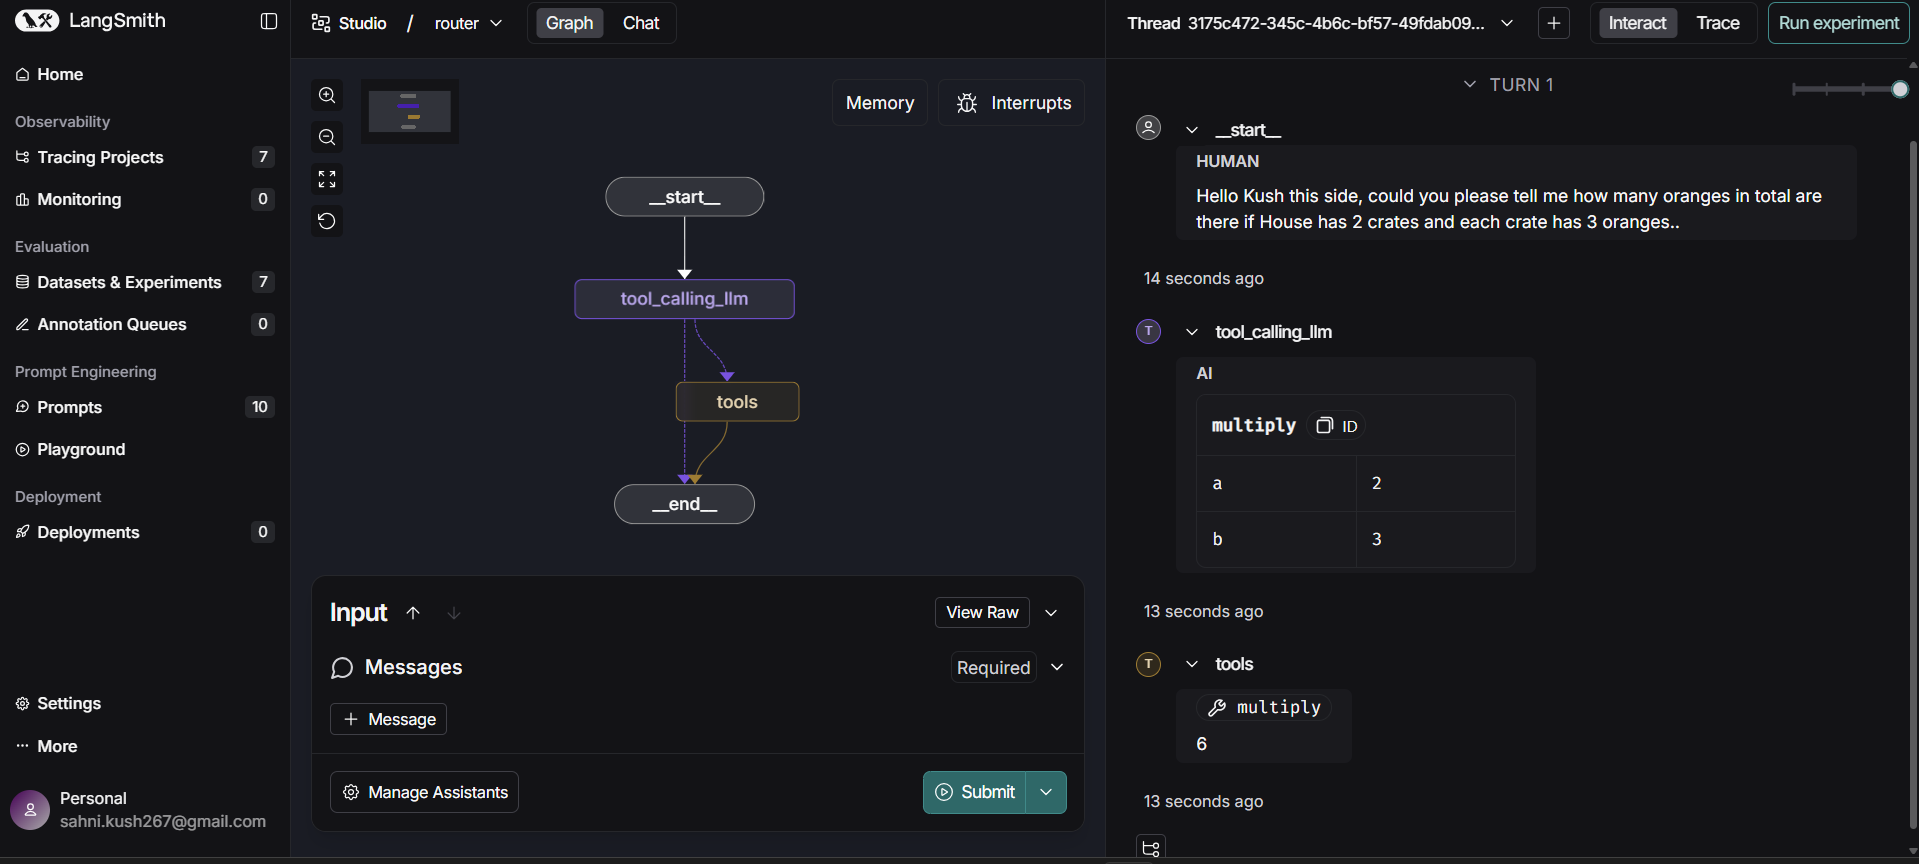 LangSmith
Home
Observability
Tracing Projects 7
Monitoring 0
Evaluation
Datasets & Experiments 7
Annotation Queues 0
Prompt Engineering
Prompts 10
Playground
Deployment
Deployments 0
Settings
More
Personal
sahni.kush267@gmail.com
Studio / router
Graph Chat
Memory Interrupts
__start__
tool_calling_llm
tools
__end__
Input View Raw
Messages Required
+ Message
Manage Assistants Submit
Thread 3175c472-345c-4b6c-bf57-49fdab09... + Interact Trace Run experiment
TURN 1
__start__
HUMAN
Hello Kush this side, could you please tell me how many oranges in total are
there if House has 2 crates and each crate has 3 oranges..
14 seconds ago
T tool_calling_llm
AI
multiply ID
a 2
b 3
13 seconds ago
T tools
multiply
6
13 seconds ago